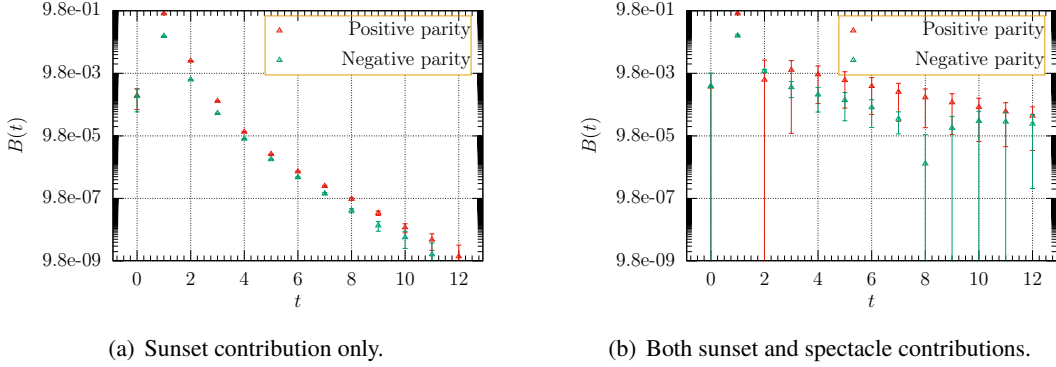 9.8e-01
9.8e-03
9.8e-05
9.8e-07
9.8e-09
B(t)
0 2 4 6 8 10 12
t
Positive parity
Negative parity
(a) Sunset contribution only.
9.8e-01
9.8e-03
9.8e-05
9.8e-07
9.8e-09
B(t)
0 2 4 6 8 10 12
t
Positive parity
Negative parity
(b) Both sunset and spectacle contributions.